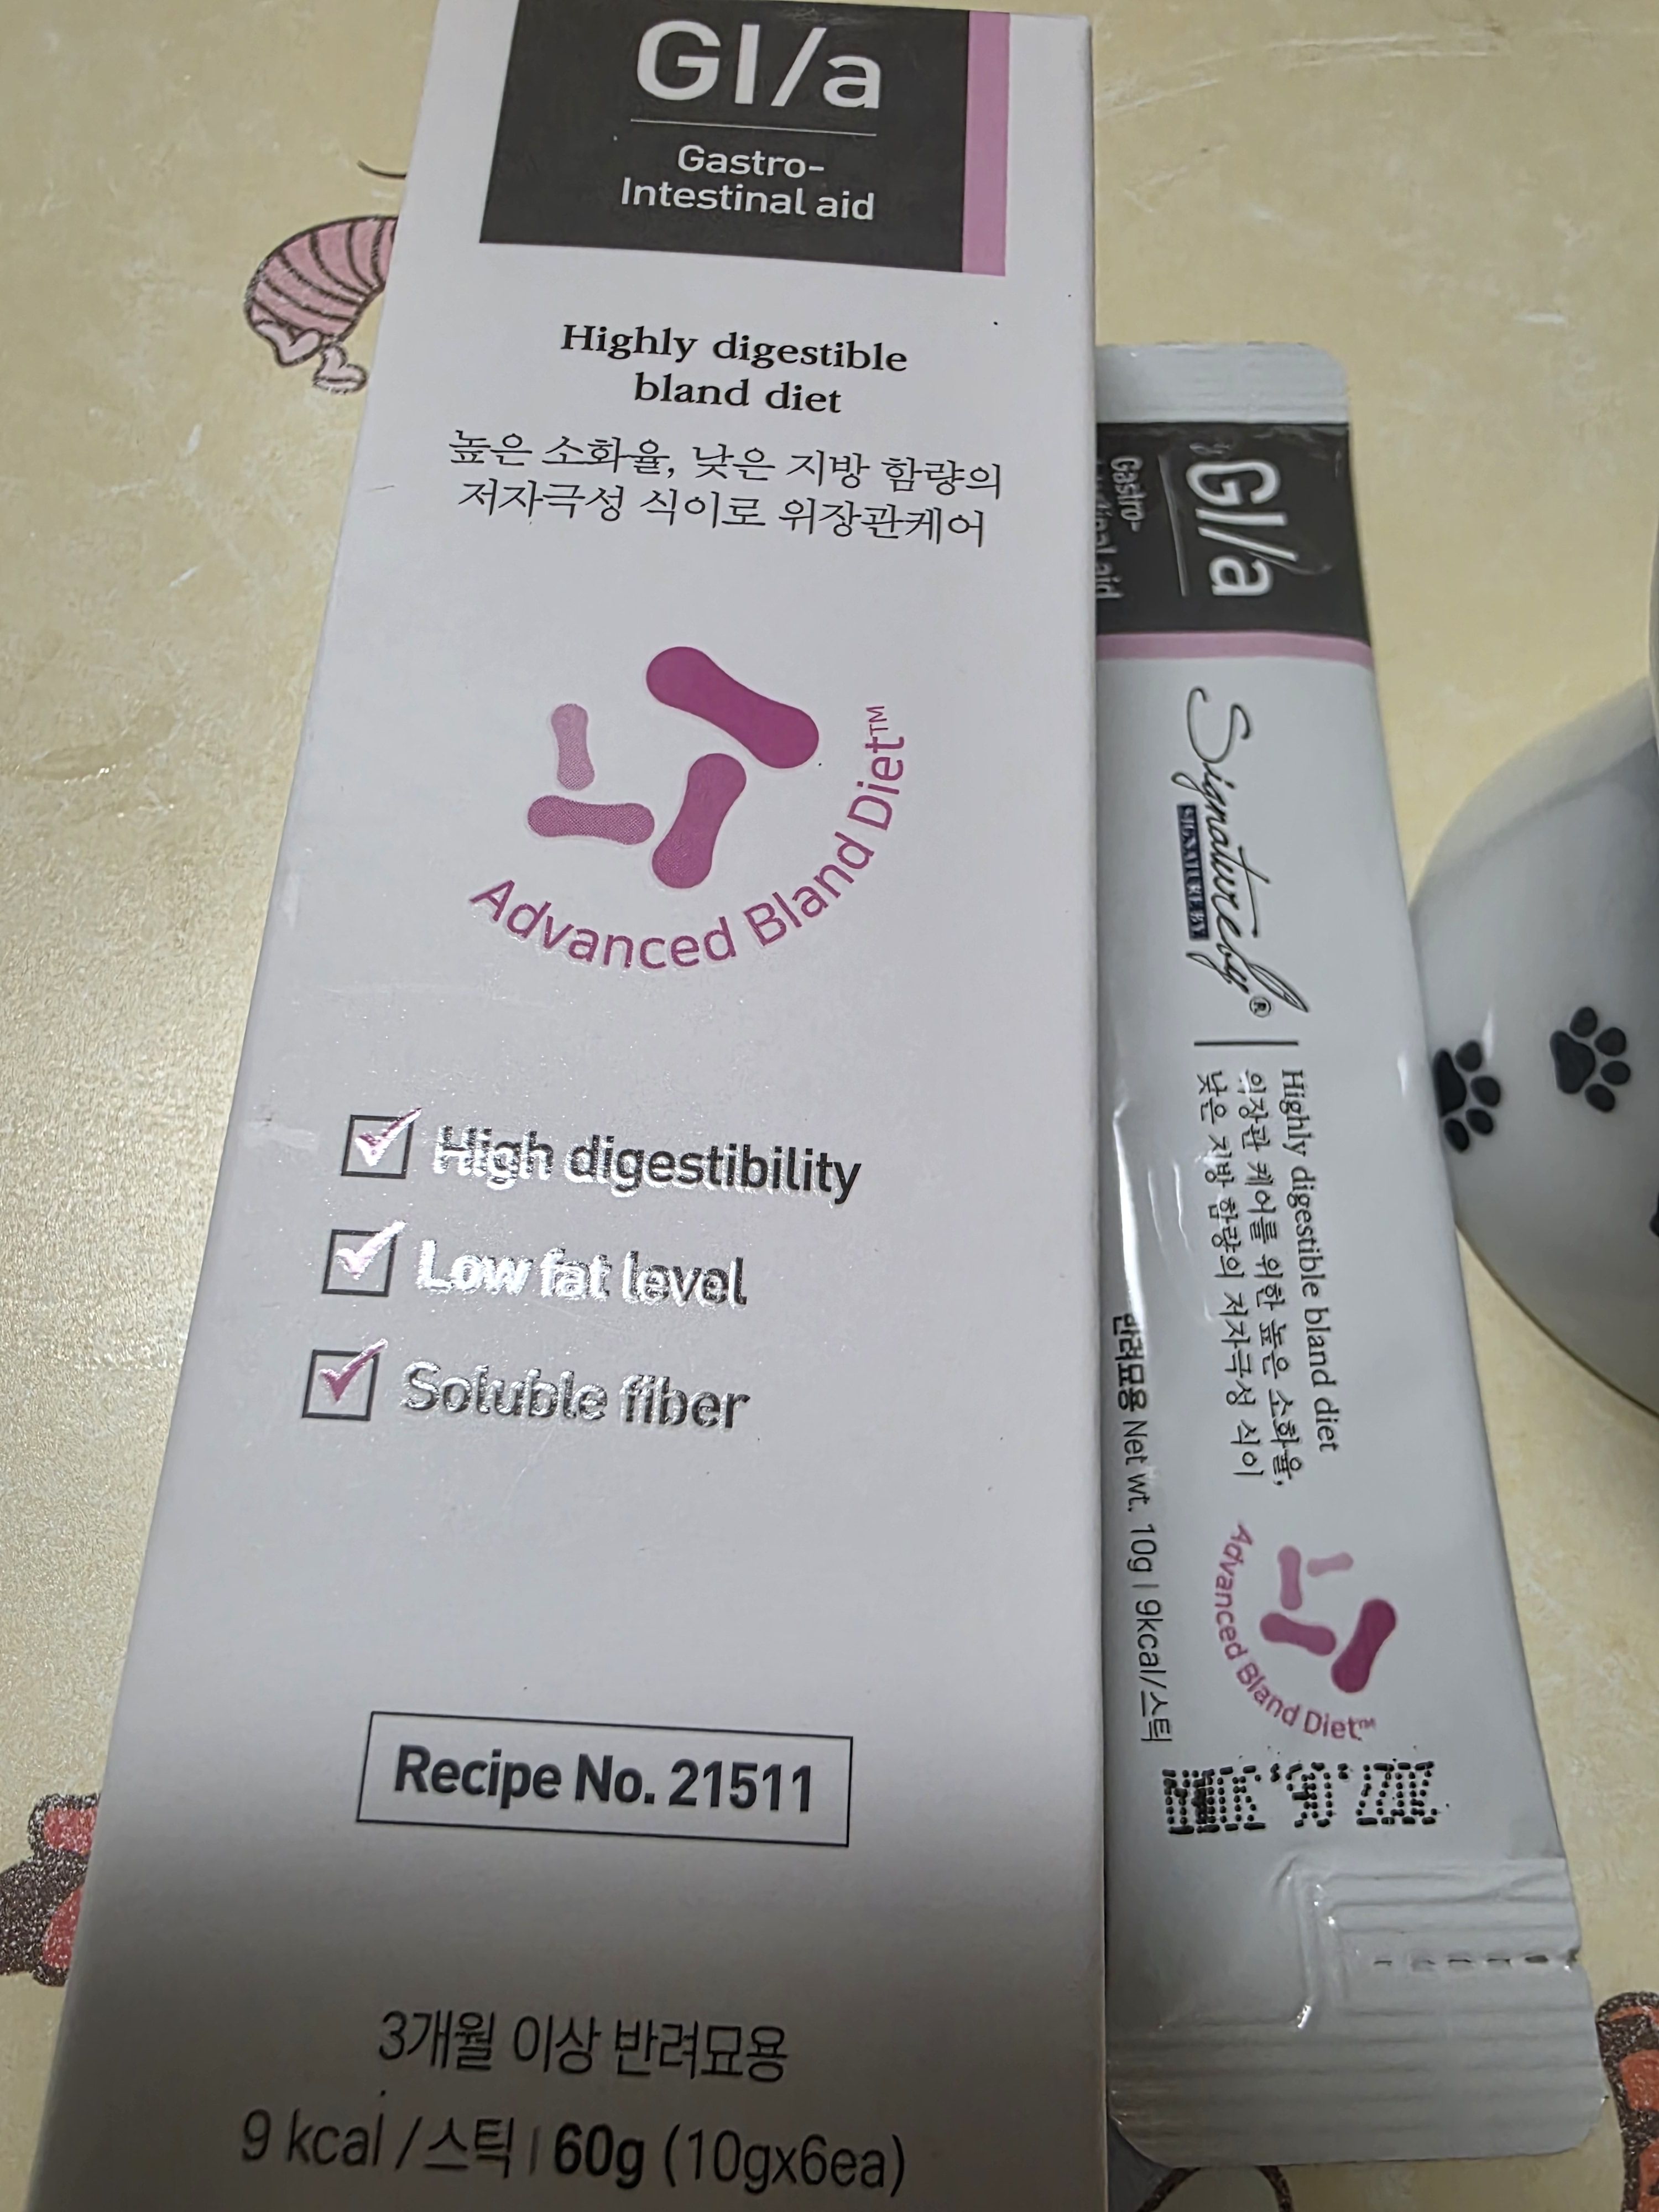 GI/a
Gastro-
Intestinal aid
Highly digestible
bland diet
높은 소화율, 낮은 지방 함량의
저자극성 식이로 위장관케어
Advanced Bland Diet™
High digestibility
Low fat level
Soluble fiber
Recipe No. 21511
3개월 이상 반려묘용
9 kcal /스틱 | 60g (10gx6ea)
GI/a
Gastro-
Intestinal aid
Signatureby®
SIGNATURE BY
Highly digestible bland diet
위장관 케어를 위한 높은 소화율,
낮은 지방 함량의 저자극성 식이
반려묘용 Net wt. 10g | 9kcal/스틱
Advanced Bland Diet™